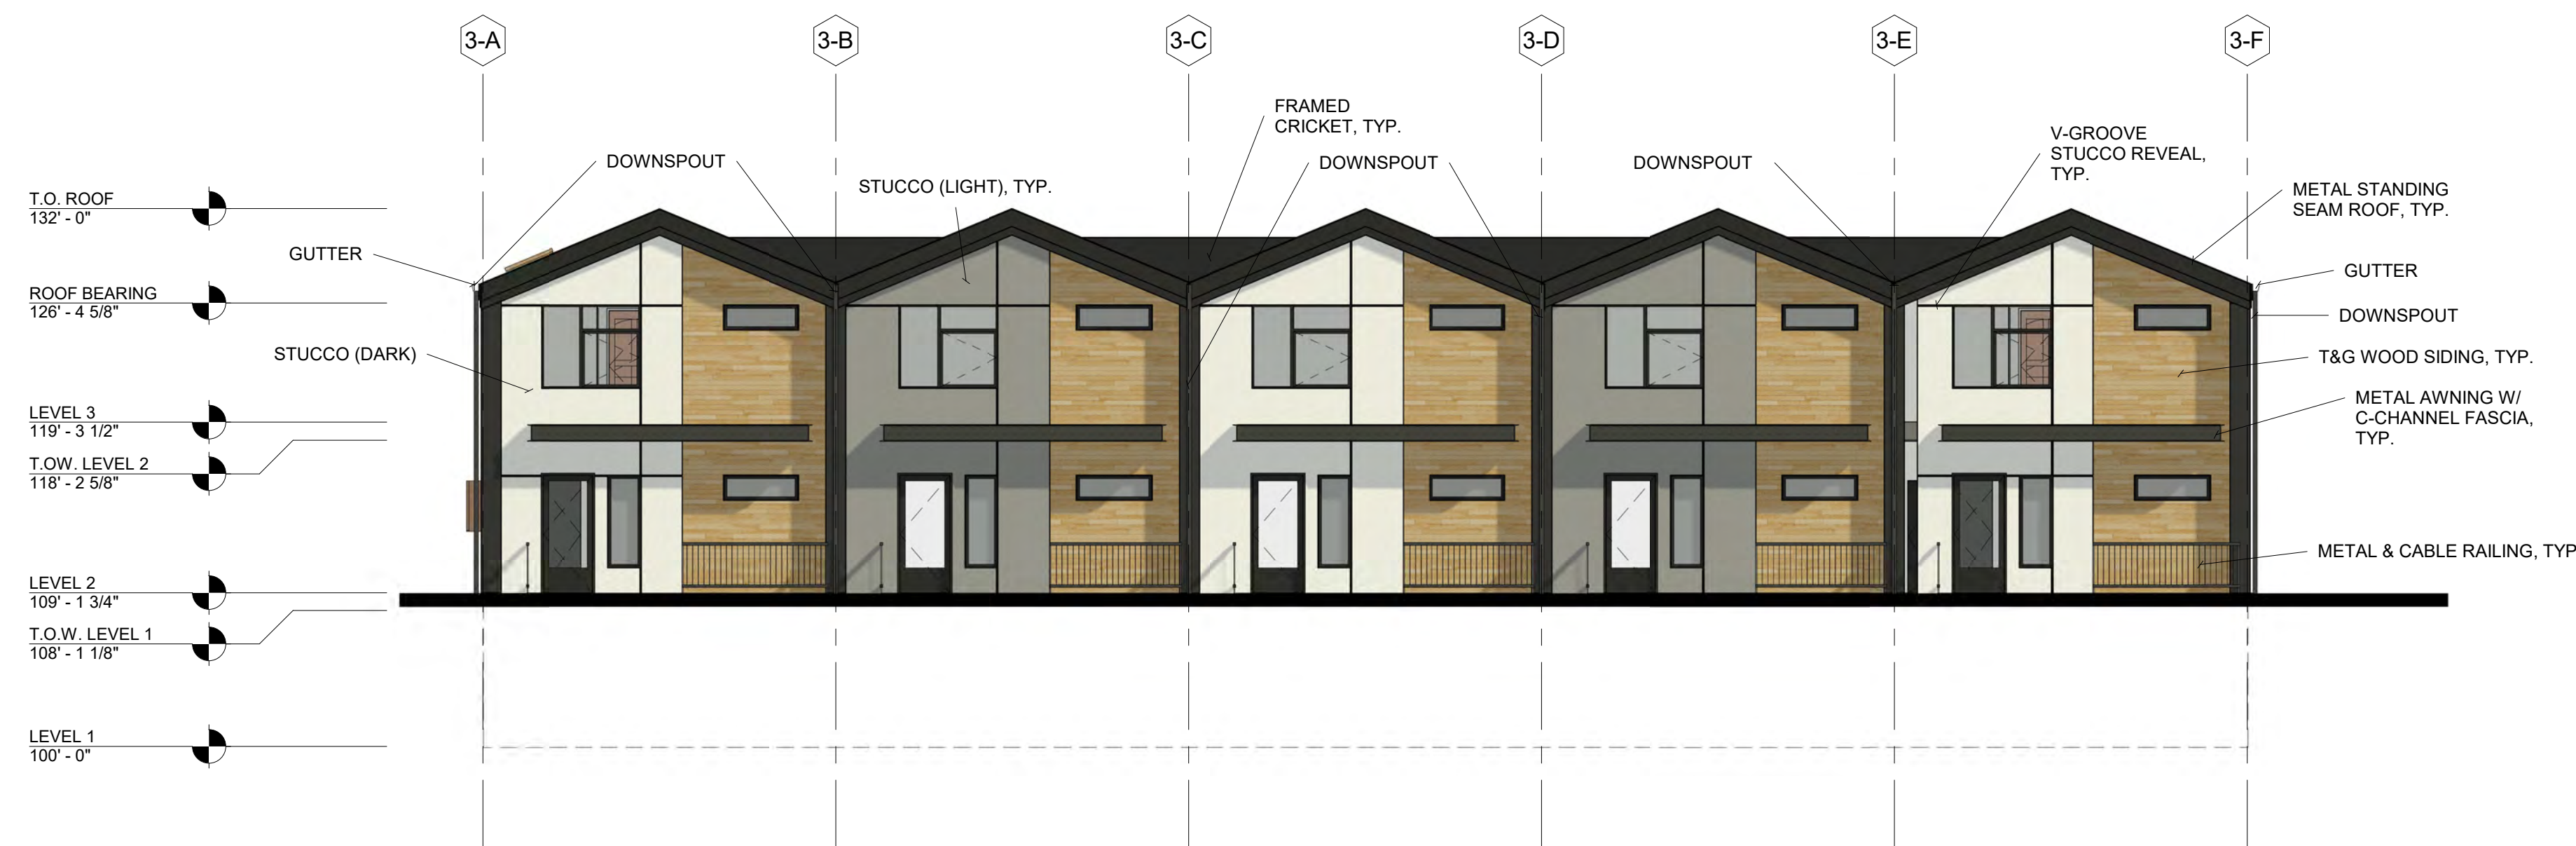 3-A
3-B
3-C
3-D
3-E
3-F
FRAMED
CRICKET, TYP.
DOWNSPOUT
STUCCO (LIGHT), TYP.
DOWNSPOUT
DOWNSPOUT
V-GROOVE
STUCCO REVEAL,
TYP.
METAL STANDING
SEAM ROOF, TYP.
T.O. ROOF
132' - 0"
GUTTER
GUTTER
ROOF BEARING
126' - 4 5/8"
DOWNSPOUT
STUCCO (DARK)
T&G WOOD SIDING, TYP.
METAL AWNING W/
C-CHANNEL FASCIA,
TYP.
LEVEL 3
119' - 3 1/2"
T.OW. LEVEL 2
118' - 2 5/8"
METAL & CABLE RAILING, TYP
LEVEL 2
109' - 1 3/4"
T.O.W. LEVEL 1
108' - 1 1/8"
LEVEL 1
100' - 0"